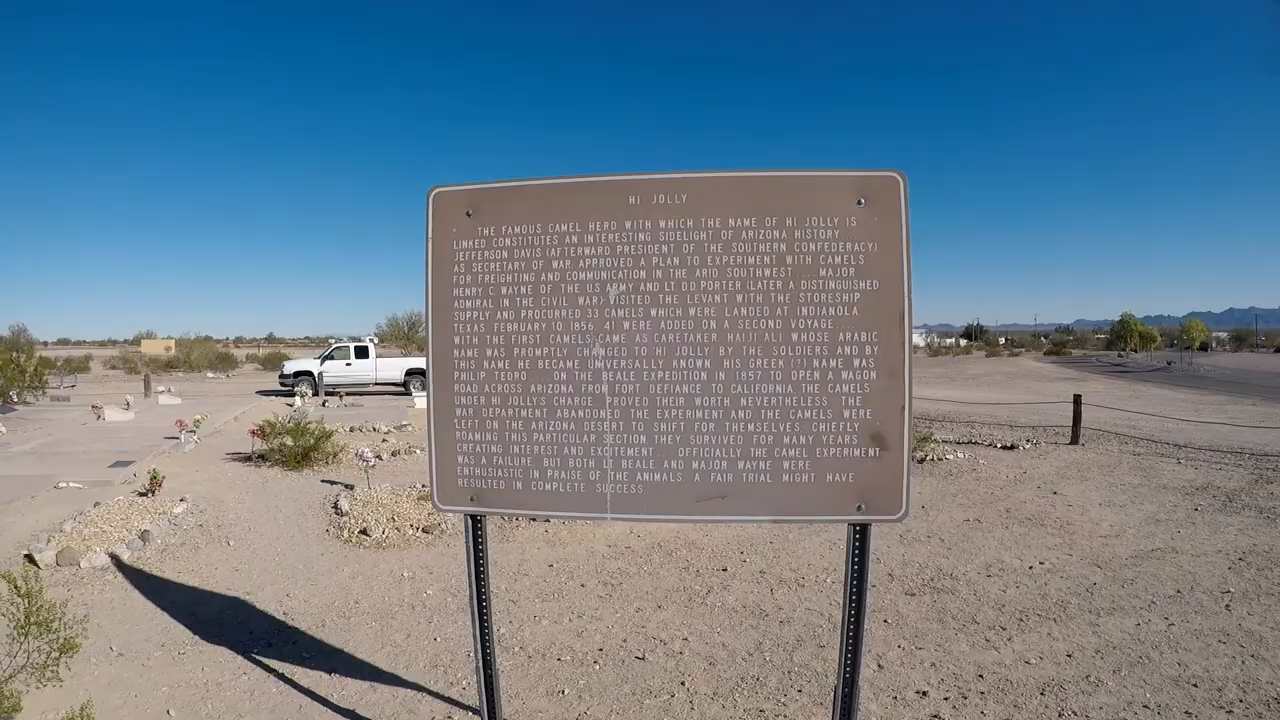 HI JOLLY
THE FAMOUS CAMEL HERD WITH WHICH THE NAME OF HI JOLLY IS
LINKED CONSTITUTES AN INTERESTING SIDELIGHT OF ARIZONA HISTORY....
JEFFERSON DAVIS (AFTERWARD PRESIDENT OF THE SOUTHERN CONFEDERACY)
AS SECRETARY OF WAR APPROVED A PLAN TO EXPERIMENT WITH CAMELS
FOR FREIGHTING AND COMMUNICATION IN THE ARID SOUTHWEST....MAJOR
HENRY C. WAYNE OF THE US ARMY AND LT. D.D. PORTER (LATER A DISTINGUISHED
ADMIRAL IN THE CIVIL WAR) VISITED THE LEVANT WITH THE STORESHIP
SUPPLY AND PROCURRED 33 CAMELS WHICH WERE LANDED AT INDIANOLA
TEXAS. FEBRUARY 10, 1856. 41 WERE ADDED ON A SECOND VOYAGE....
WITH THE FIRST CAMELS CAME AS CARETAKER, HAIJI ALI WHOSE ARABIC
NAME WAS PROMPTLY CHANGED TO HI JOLLY BY THE SOLDIERS AND BY
THIS NAME HE BECAME UNIVERSALLY KNOWN. HIS GREEK (?) NAME WAS
PHILIP TEDRO.... ON THE BEALE EXPEDITION IN 1857 TO OPEN A WAGON
ROAD ACROSS ARIZONA FROM FORT DEFIANCE TO CALIFORNIA, THE CAMELS
UNDER HI JOLLY'S CHARGE, PROVED THEIR WORTH. NEVERTHELESS THE
WAR DEPARTMENT ABANDONED THE EXPERIMENT AND THE CAMELS WERE
LEFT ON THE ARIZONA DESERT TO SHIFT FOR THEMSELVES. CHIEFLY
ROAMING THIS PARTICULAR SECTION, THEY SURVIVED FOR MANY YEARS
CREATING INTEREST AND EXCITEMENT... OFFICIALLY THE CAMEL EXPERIMENT
WAS A FAILURE, BUT BOTH LT. BEALE AND MAJOR WAYNE WERE
ENTHUSIASTIC IN PRAISE OF THE ANIMALS. A FAIR TRIAL MIGHT HAVE
RESULTED IN COMPLETE SUCCESS